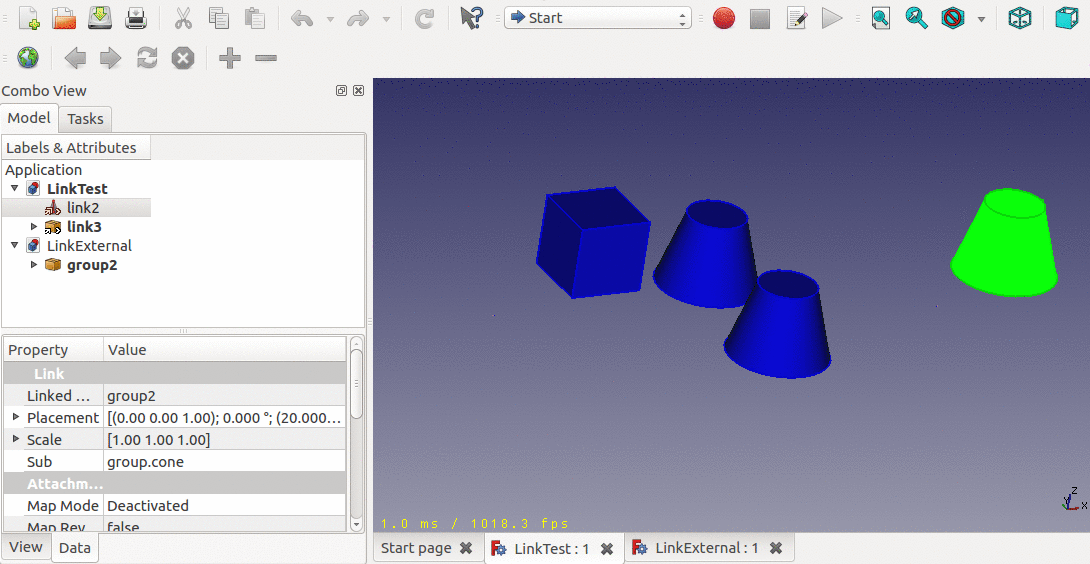 Start
Combo View
Model Tasks
Labels & Attributes
Application
LinkTest
link2
link3
LinkExternal
group2
Property Value
Link
Linked ... group2
Placement [(0.00 0.00 1.00); 0.000 °; (20.000...
Scale [1.00 1.00 1.00]
Sub group.cone
Attachm...
Map Mode Deactivated
Map Rev false
View Data
1.0 ms / 1018.3 fps
z
y
x
Start page LinkTest : 1 LinkExternal : 1